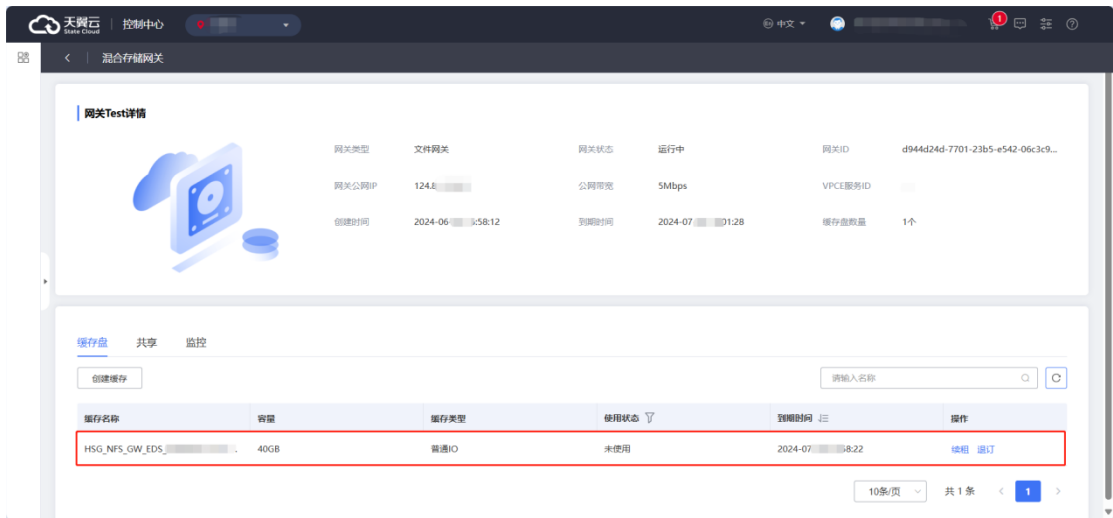 天翼云 State Cloud 控制中心 中文 1
混合存储网关
网关Test详情
网关类型 文件网关 网关状态 运行中 网关ID d944d24d-7701-23b5-e542-06c3c9...
网关公网IP 124.8 公网带宽 5Mbps VPCE服务ID
创建时间 2024-06 :58:12 到期时间 2024-07 01:28 缓存盘数量 1个
缓存盘 共享 监控
创建缓存 请输入名称
缓存名称 容量 缓存类型 使用状态 到期时间 操作
HSG_NFS_GW_EDS_ . 40GB 普通IO 未使用 2024-07 8:22 续租 退订
10条/页 共 1 条 1